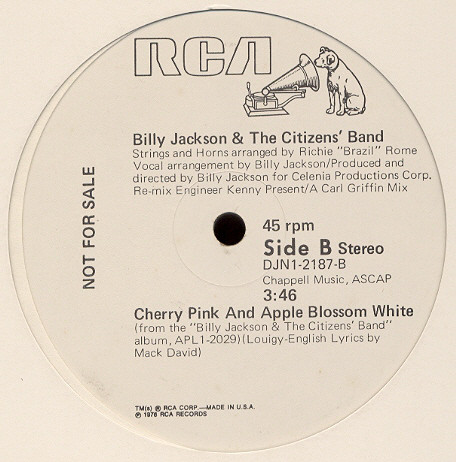 RCA
Billy Jackson & The Citizens' Band
Strings and Horns arranged by Richie "Brazil" Rome
Vocal arrangement by Billy Jackson/Produced and
directed by Billy Jackson for Celenia Productions Corp.
Re-mix Engineer Kenny Present/A Carl Griffin Mix
NOT FOR SALE
45 rpm
Side B Stereo
DJN1-2187-B
Chappell Music, ASCAP
3:46
Cherry Pink And Apple Blossom White
(from the "Billy Jackson & The Citizens' Band"
album, APL1-2029)(Louigy-English Lyrics by
Mack David)
TM(s) ® RCA CORP.—MADE IN U.S.A.
℗ 1976 RCA RECORDS